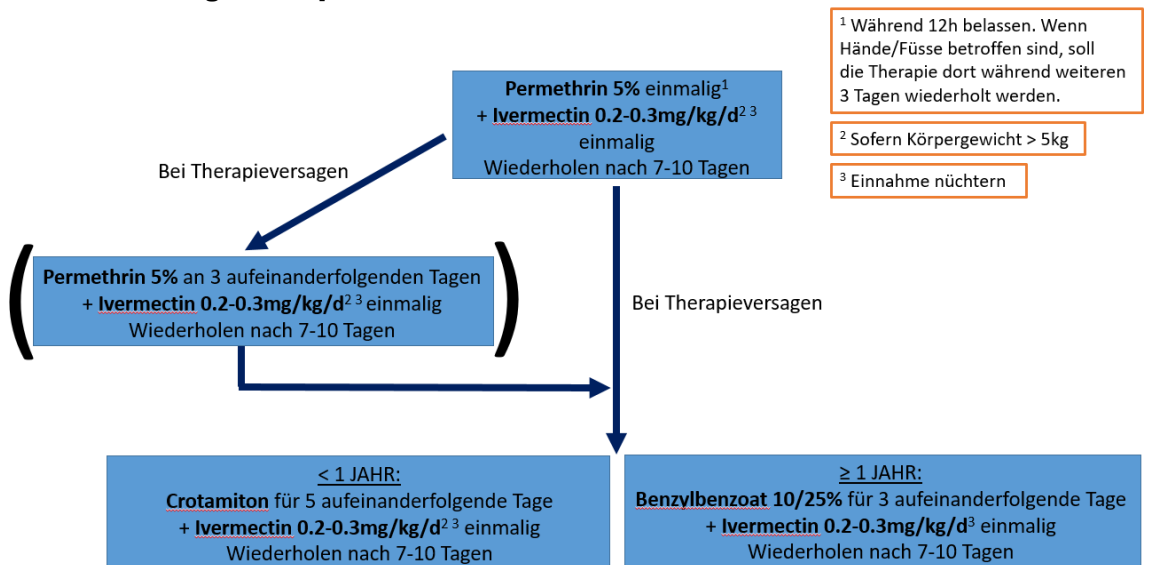 ¹ Während 12h belassen. Wenn
Hände/Füsse betroffen sind, soll
die Therapie dort während weiteren
3 Tagen wiederholt werden.
² Sofern Körpergewicht > 5kg
³ Einnahme nüchtern
Permethrin 5% einmalig¹
+ Ivermectin 0.2-0.3mg/kg/d² ³
einmalig
Wiederholen nach 7-10 Tagen
Bei Therapieversagen
Permethrin 5% an 3 aufeinanderfolgenden Tagen
+ Ivermectin 0.2-0.3mg/kg/d² ³ einmalig
Wiederholen nach 7-10 Tagen
Bei Therapieversagen
< 1 JAHR:
Crotamiton für 5 aufeinanderfolgende Tage
+ Ivermectin 0.2-0.3mg/kg/d² ³ einmalig
Wiederholen nach 7-10 Tagen
≥ 1 JAHR:
Benzylbenzoat 10/25% für 3 aufeinanderfolgende Tage
+ Ivermectin 0.2-0.3mg/kg/d³ einmalig
Wiederholen nach 7-10 Tagen